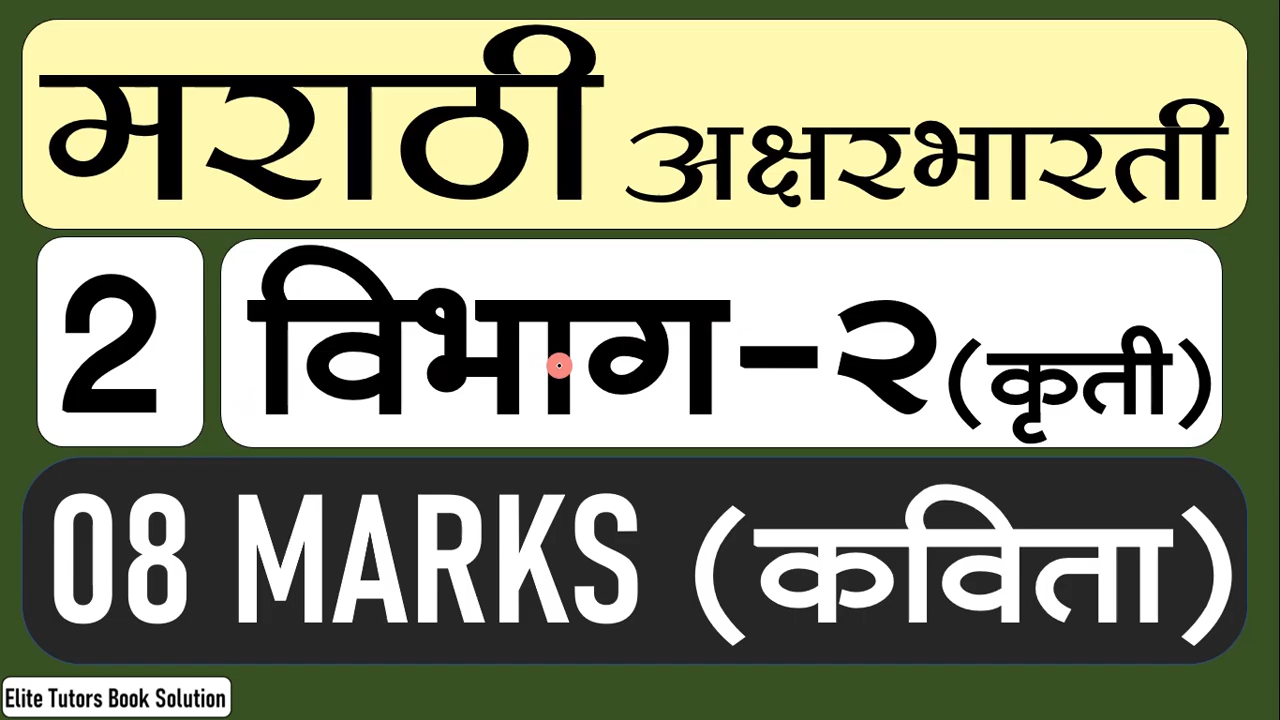 मराठी अक्षरभारती
2 विभाग-२(कृती)
08 MARKS (कविता)
Elite Tutors Book Solution